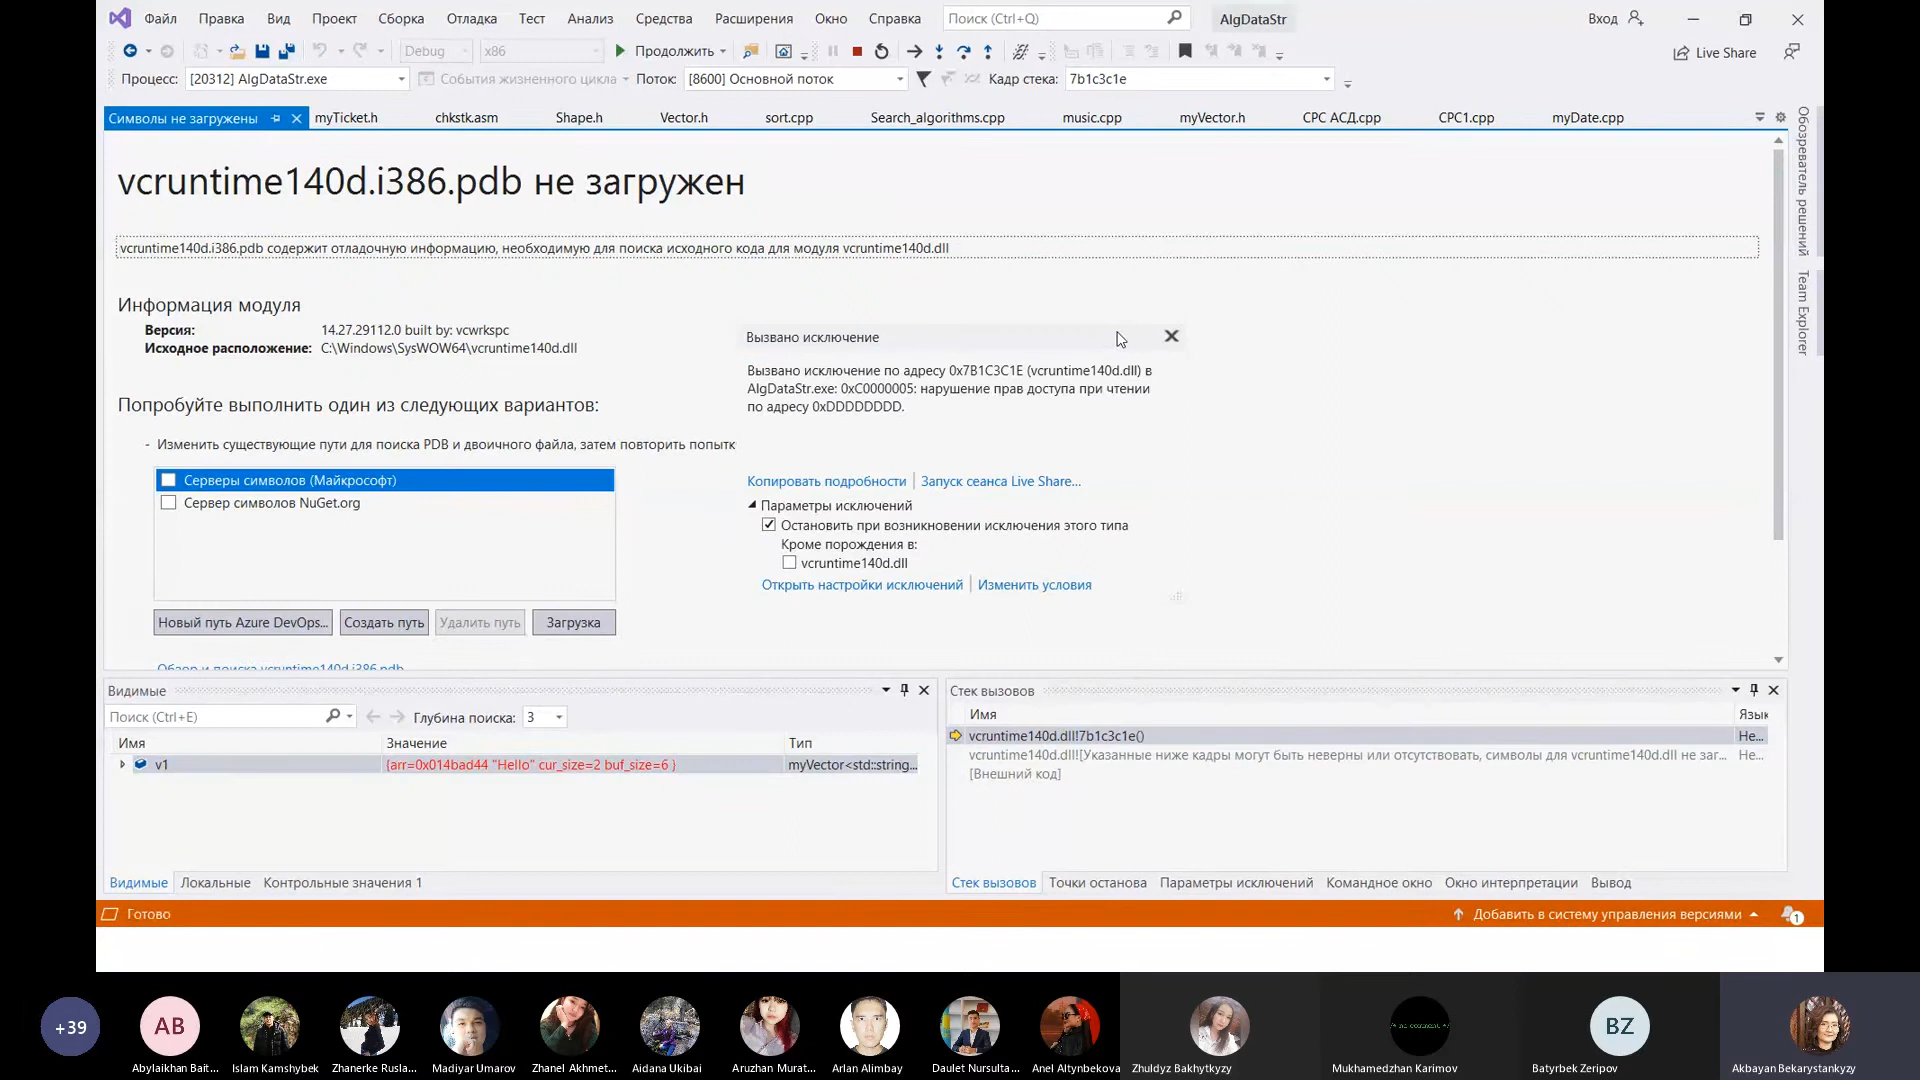 Файл Правка Вид Проект Сборка Отладка Тест Анализ Средства Расширения Окно Справка Поиск (Ctrl+Q) AlgDataStr Вход
Debug x86 Продолжить Live Share
Процесс: [20312] AlgDataStr.exe События жизненного цикла Поток: [8600] Основной поток Кадр стека: 7b1c3c1e
Символы не загружены myTicket.h chkstk.asm Shape.h Vector.h sort.cpp Search_algorithms.cpp music.cpp myVector.h СРС АСД.cpp СРС1.cpp myDate.cpp
Обозреватель решений
Team Explorer
vcruntime140d.i386.pdb не загружен
vcruntime140d.i386.pdb содержит отладочную информацию, необходимую для поиска исходного кода для модуля vcruntime140d.dll
Информация модуля
Версия: 14.27.29112.0 built by: vcwrkspc
Исходное расположение: C:\Windows\SysWOW64\vcruntime140d.dll
Попробуйте выполнить один из следующих вариантов:
- Изменить существующие пути для поиска PDB и двоичного файла, затем повторить попытк
Серверы символов (Майкрософт)
Сервер символов NuGet.org
Новый путь Azure DevOps... Создать путь Удалить путь Загрузка
Обзор и поиска vcruntime140d.i386.pdb
Вызвано исключение
Вызвано исключение по адресу 0x7B1C3C1E (vcruntime140d.dll) в
AlgDataStr.exe: 0xC0000005: нарушение прав доступа при чтении
по адресу 0xDDDDDDDD.
Копировать подробности Запуск сеанса Live Share...
Параметры исключений
Остановить при возникновении исключения этого типа
Кроме порождения в:
vcruntime140d.dll
Открыть настройки исключений Изменить условия
Видимые
Поиск (Ctrl+E) Глубина поиска: 3
Имя Значение Тип
v1 {arr=0x014bad44 "Hello" cur_size=2 buf_size=6 } myVector<std::string...
Видимые Локальные Контрольные значения 1
Стек вызовов
Имя Язык
vcruntime140d.dll!7b1c3c1e() Не...
vcruntime140d.dll![Указанные ниже кадры могут быть неверны или отсутствовать, символы для vcruntime140d.dll не заг... Не...
[Внешний код]
Стек вызовов Точки останова Параметры исключений Командное окно Окно интерпретации Вывод
Готово Добавить в систему управления версиями 1
+39 AB /* no comment */ BZ
Abylaikhan Bait... Islam Kamshybek Zhanerke Rusla... Madiyar Umarov Zhanel Akhmet... Aidana Ukibai Aruzhan Murat... Arlan Alimbay Daulet Nursulta... Anel Altynbekova Zhuldyz Bakhytkyzy Mukhamedzhan Karimov Batyrbek Zeripov Akbayan Bekarystankyzy